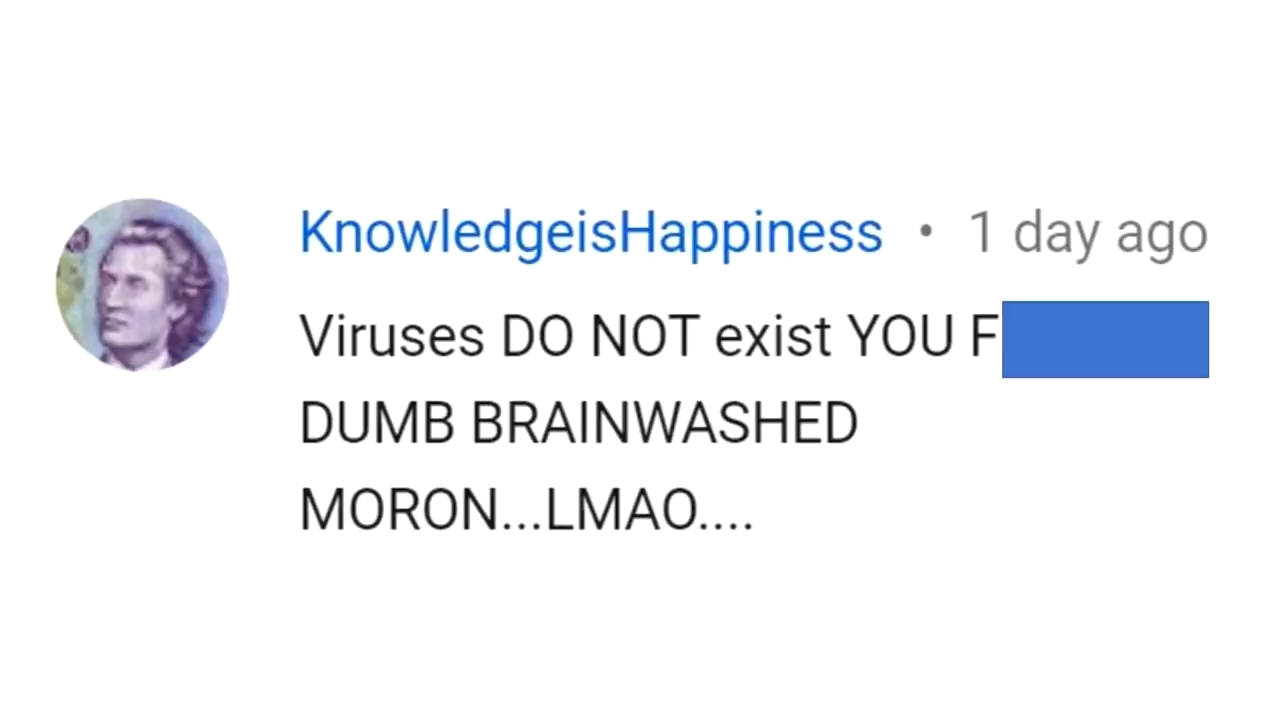 KnowledgeisHappiness • 1 day ago
Viruses DO NOT exist YOU F
DUMB BRAINWASHED
MORON...LMAO....